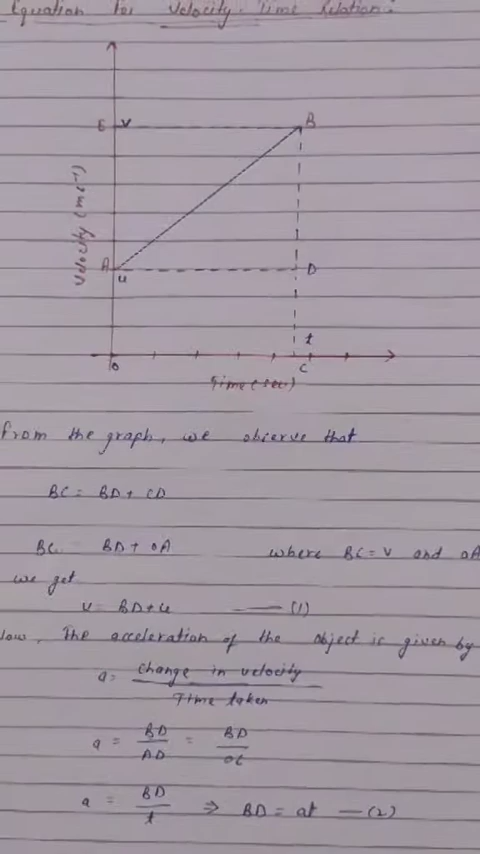 Equation for Velocity-Time Relation:
E V B
Velocity (ms⁻¹)
A D
u
t
O C
Time (sec)
From the graph, we observe that
BC = BD + CD
BC = BD + OA where BC = V and OA
we get
V = BD + u —— (1)
Now, The acceleration of the object is given by
a = Change in velocity
Time taken
a = BD = BD
AD OC
a = BD ⇒ BD = at — (2)
t